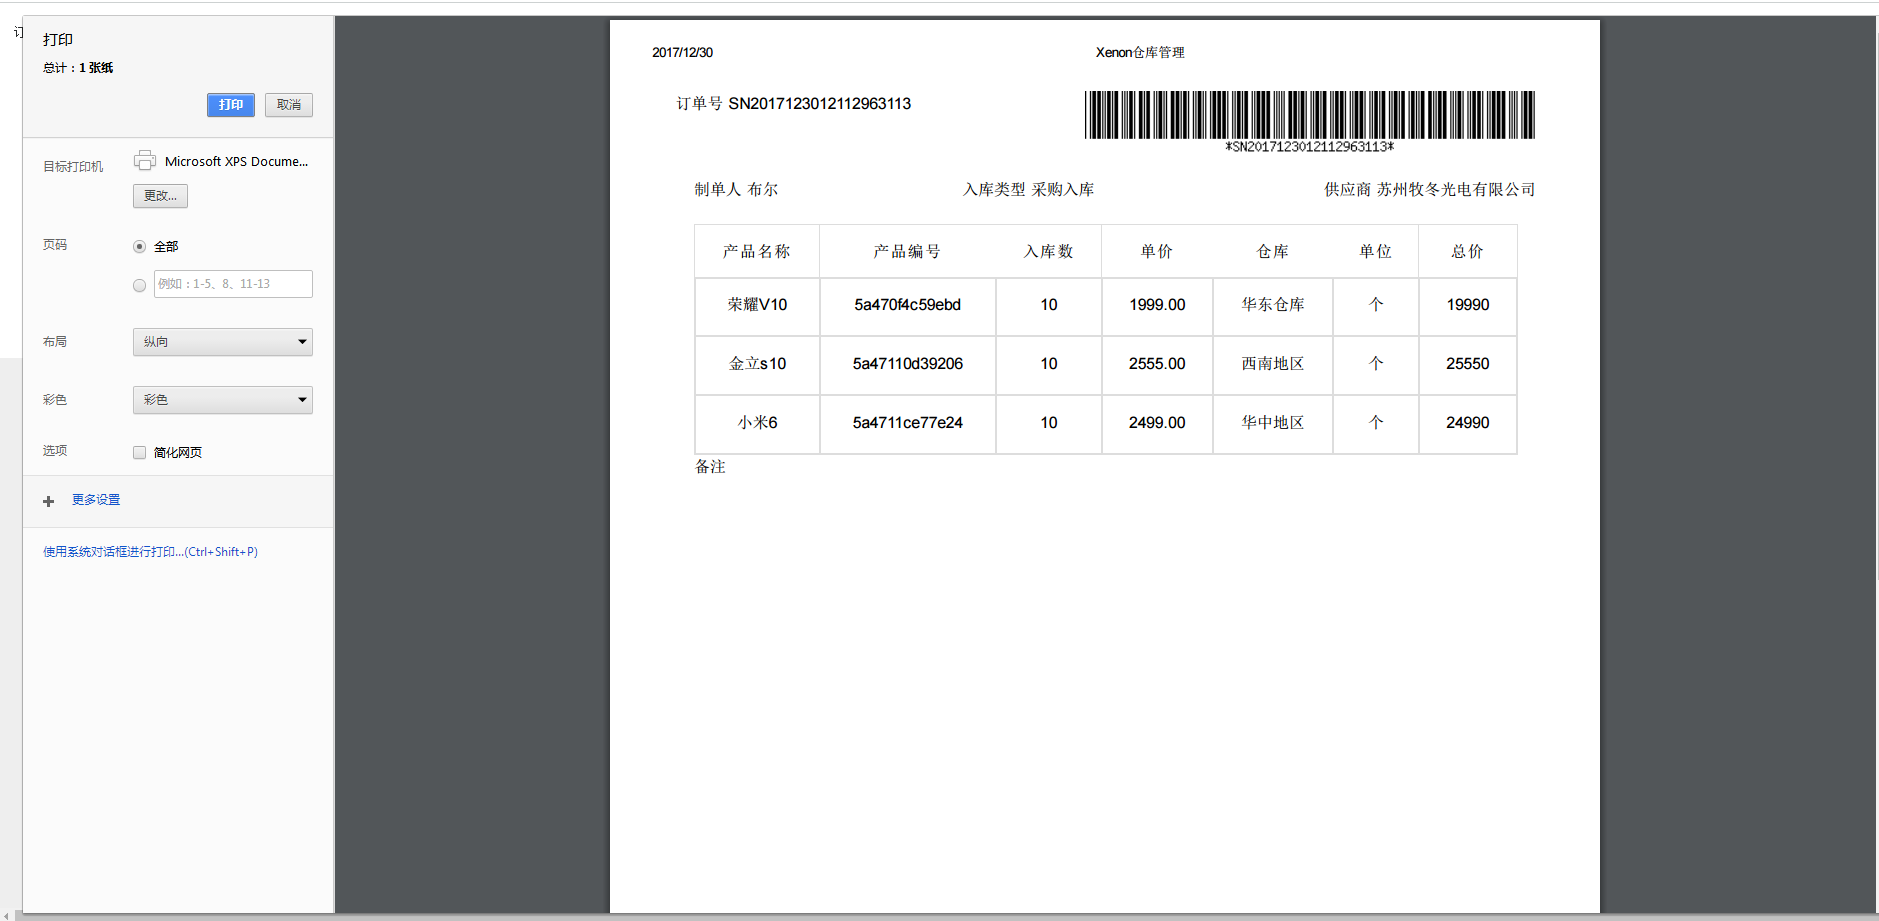 订
打印
总计：1 张纸
打印 取消
目标打印机 Microsoft XPS Docume...
更改...
页码 全部
例如：1-5、8、11-13
布局 纵向
彩色 彩色
选项 简化网页
更多设置
使用系统对话框进行打印...(Ctrl+Shift+P)
2017/12/30 Xenon仓库管理
订单号 SN2017123012112963113
*SN2017123012112963113*
制单人 布尔 入库类型 采购入库 供应商 苏州牧冬光电有限公司
产品名称 产品编号 入库数 单价 仓库 单位 总价
荣耀V10 5a470f4c59ebd 10 1999.00 华东仓库 个 19990
金立s10 5a47110d39206 10 2555.00 西南地区 个 25550
小米6 5a4711ce77e24 10 2499.00 华中地区 个 24990
备注